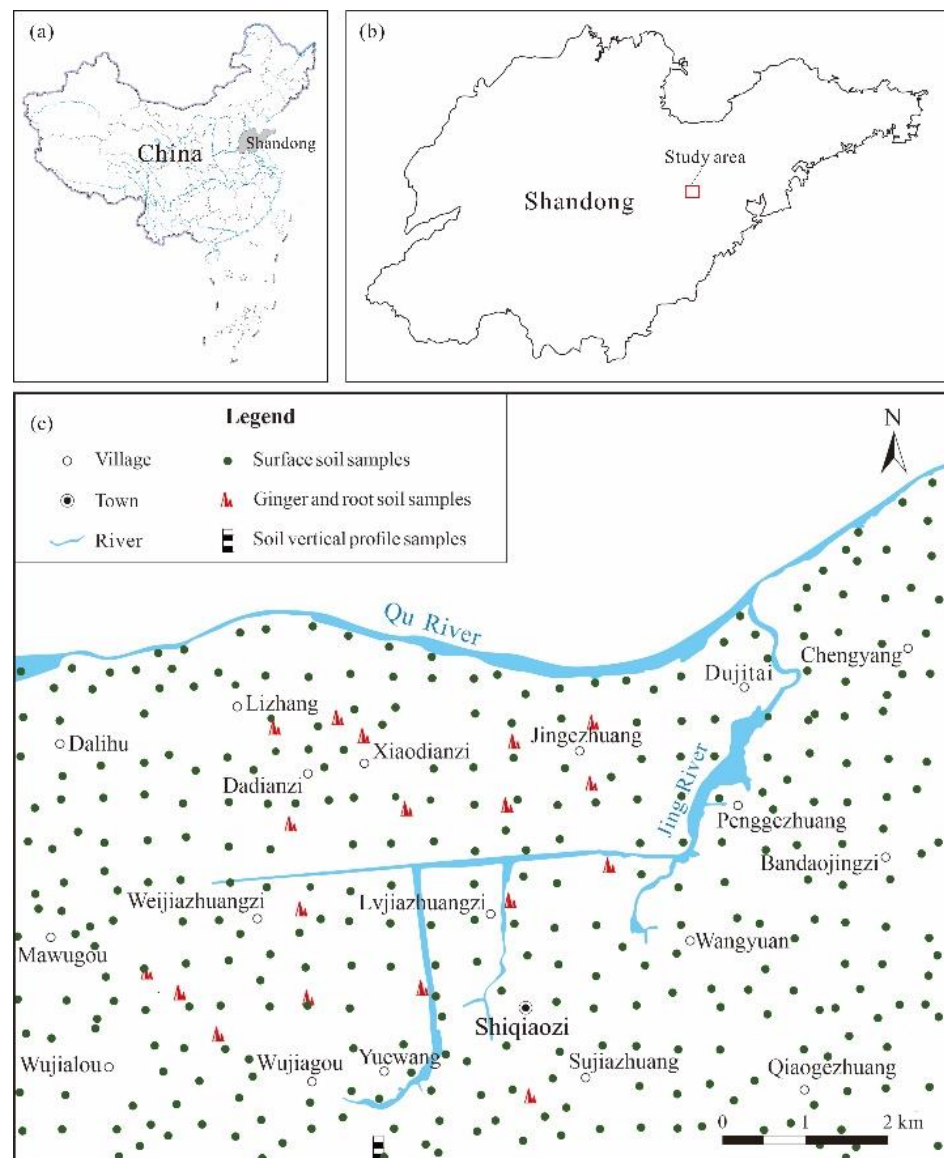 (a)
China
Shandong
(b)
Study area
Shandong
(c)
Legend
Village
Surface soil samples
Town
Ginger and root soil samples
River
Soil vertical profile samples
N
Qu River
Chengyang
Dujitai
Lizhang
Dalihu
Xiaodianzi
Jingezhuang
Dadianzi
Jing River
Penggezhuang
Bandaojingzi
Weijiazhuangzi
Lvjiazhuangzi
Mawugou
Wangyuan
Shiqiaozi
Wujialou
Wujiagou
Yuewang
Sujiazhuang
Qiaogezhuang
0 1 2 km